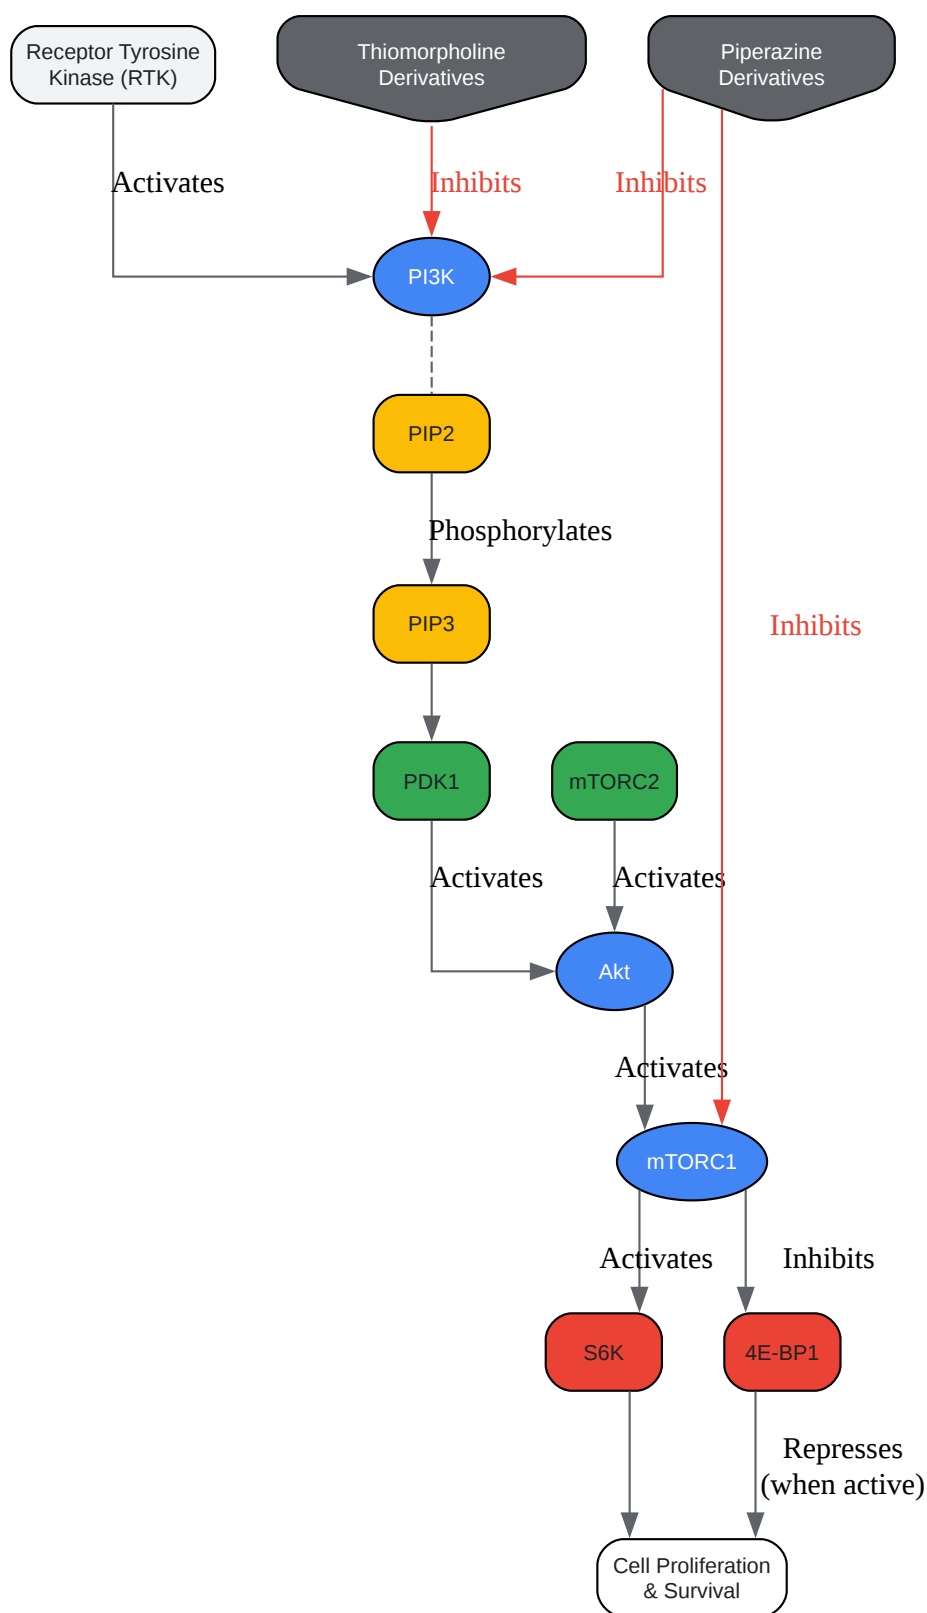 Receptor Tyrosine
Kinase (RTK)
Thiomorpholine
Derivatives
Piperazine
Derivatives
Activates
Inhibits
Inhibits
PI3K
PIP2
Phosphorylates
PIP3
Inhibits
PDK1
mTORC2
Activates
Activates
Akt
Activates
mTORC1
Activates
Inhibits
S6K
4E-BP1
Represses
(when active)
Cell Proliferation
& Survival